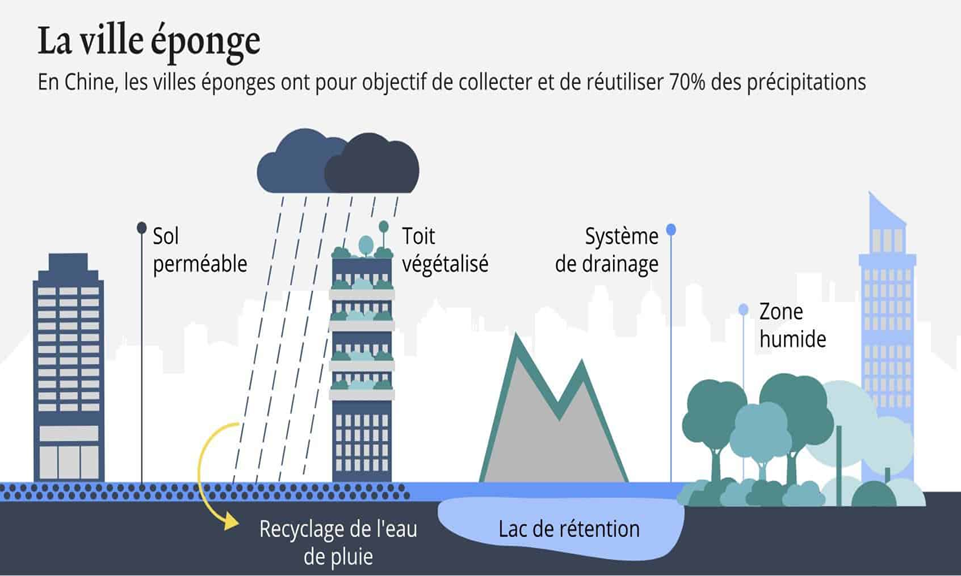 La ville éponge
En Chine, les villes éponges ont pour objectif de collecter et de réutiliser 70% des précipitations
Sol
perméable
Toit
végétalisé
Système
de drainage
Zone
humide
Recyclage de l'eau
de pluie
Lac de rétention